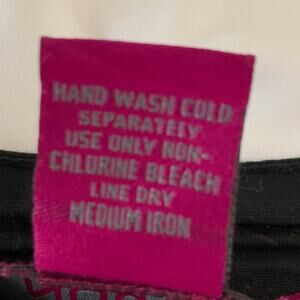 HAND WASH COLD
SEPARATELY
USE ONLY NON-
CHLORINE BLEACH
LINE DRY
MEDIUM IRON